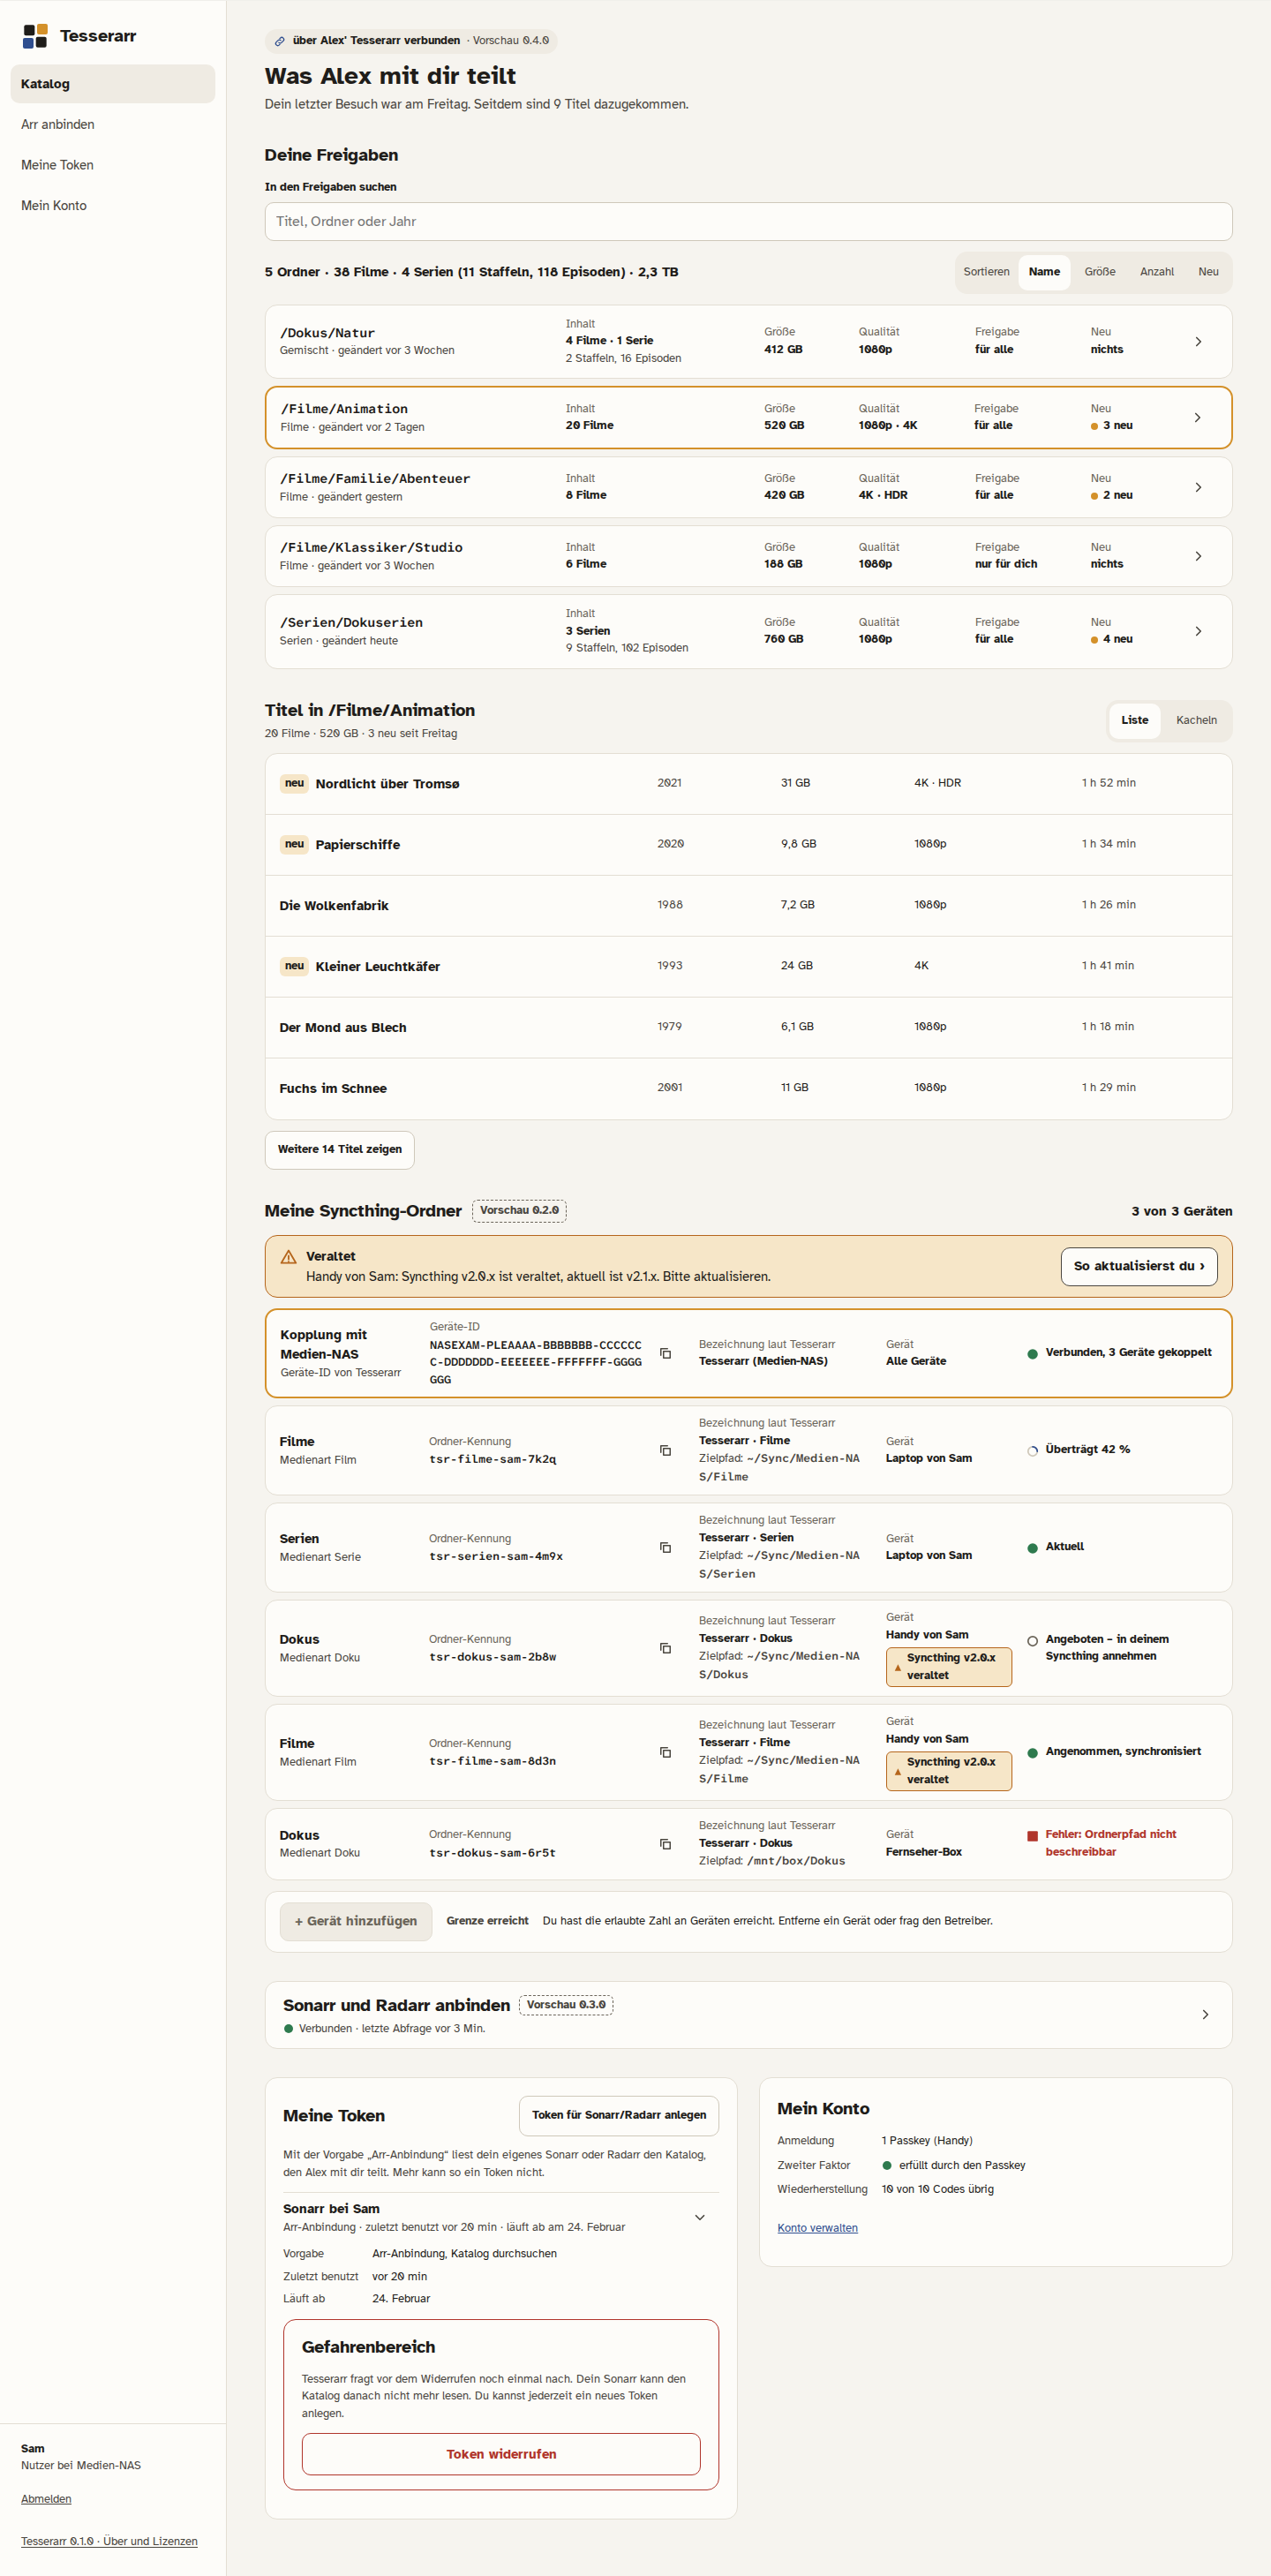 Tesserarr
Katalog
Arr anbinden
Meine Token
Mein Konto
über Alex' Tesserarr verbunden · Vorschau 0.4.0
Was Alex mit dir teilt
Dein letzter Besuch war am Freitag. Seitdem sind 9 Titel dazugekommen.
Deine Freigaben
In den Freigaben suchen
Titel, Ordner oder Jahr
5 Ordner · 38 Filme · 4 Serien (11 Staffeln, 118 Episoden) · 2,3 TB
Sortieren Name Größe Anzahl Neu
/Dokus/Natur
Gemischt · geändert vor 3 Wochen
Inhalt
4 Filme · 1 Serie
2 Staffeln, 16 Episoden
Größe
412 GB
Qualität
1080p
Freigabe
für alle
Neu
nichts
/Filme/Animation
Filme · geändert vor 2 Tagen
Inhalt
20 Filme
Größe
520 GB
Qualität
1080p · 4K
Freigabe
für alle
Neu
3 neu
/Filme/Familie/Abenteuer
Filme · geändert gestern
Inhalt
8 Filme
Größe
420 GB
Qualität
4K · HDR
Freigabe
für alle
Neu
2 neu
/Filme/Klassiker/Studio
Filme · geändert vor 3 Wochen
Inhalt
6 Filme
Größe
188 GB
Qualität
1080p
Freigabe
nur für dich
Neu
nichts
/Serien/Dokuserien
Serien · geändert heute
Inhalt
3 Serien
9 Staffeln, 102 Episoden
Größe
760 GB
Qualität
1080p
Freigabe
für alle
Neu
4 neu
Titel in /Filme/Animation
20 Filme · 520 GB · 3 neu seit Freitag
Liste Kacheln
neu Nordlicht über Tromsø 2021 31 GB 4K · HDR 1 h 52 min
neu Papierschiffe 2020 9,8 GB 1080p 1 h 34 min
Die Wolkenfabrik 1988 7,2 GB 1080p 1 h 26 min
neu Kleiner Leuchtkäfer 1993 24 GB 4K 1 h 41 min
Der Mond aus Blech 1979 6,1 GB 1080p 1 h 18 min
Fuchs im Schnee 2001 11 GB 1080p 1 h 29 min
Weitere 14 Titel zeigen
Meine Syncthing-Ordner Vorschau 0.2.0
3 von 3 Geräten
Veraltet
Handy von Sam: Syncthing v2.0.x ist veraltet, aktuell ist v2.1.x. Bitte aktualisieren.
So aktualisierst du ›
Kopplung mit
Medien-NAS
Geräte-ID von Tesserarr
Geräte-ID
NASEXAM-PLEAAAA-BBBBBBB-CCCCCC
C-DDDDDDD-EEEEEEE-FFFFFFF-GGGG
GGG
Bezeichnung laut Tesserarr
Tesserarr (Medien-NAS)
Gerät
Alle Geräte
Verbunden, 3 Geräte gekoppelt
Filme
Medienart Film
Ordner-Kennung
tsr-filme-sam-7k2q
Bezeichnung laut Tesserarr
Tesserarr · Filme
Zielpfad: ~/Sync/Medien-NA
S/Filme
Gerät
Laptop von Sam
Überträgt 42 %
Serien
Medienart Serie
Ordner-Kennung
tsr-serien-sam-4m9x
Bezeichnung laut Tesserarr
Tesserarr · Serien
Zielpfad: ~/Sync/Medien-NA
S/Serien
Gerät
Laptop von Sam
Aktuell
Dokus
Medienart Doku
Ordner-Kennung
tsr-dokus-sam-2b8w
Bezeichnung laut Tesserarr
Tesserarr · Dokus
Zielpfad: ~/Sync/Medien-NA
S/Dokus
Gerät
Handy von Sam
Syncthing v2.0.x
veraltet
Angeboten – in deinem
Syncthing annehmen
Filme
Medienart Film
Ordner-Kennung
tsr-filme-sam-8d3n
Bezeichnung laut Tesserarr
Tesserarr · Filme
Zielpfad: ~/Sync/Medien-NA
S/Filme
Gerät
Handy von Sam
Syncthing v2.0.x
veraltet
Angenommen, synchronisiert
Dokus
Medienart Doku
Ordner-Kennung
tsr-dokus-sam-6r5t
Bezeichnung laut Tesserarr
Tesserarr · Dokus
Zielpfad: /mnt/box/Dokus
Gerät
Fernseher-Box
Fehler: Ordnerpfad nicht
beschreibbar
+ Gerät hinzufügen
Grenze erreicht Du hast die erlaubte Zahl an Geräten erreicht. Entferne ein Gerät oder frag den Betreiber.
Sonarr und Radarr anbinden Vorschau 0.3.0
Verbunden · letzte Abfrage vor 3 Min.
Meine Token
Token für Sonarr/Radarr anlegen
Mit der Vorgabe „Arr-Anbindung“ liest dein eigenes Sonarr oder Radarr den Katalog,
den Alex mit dir teilt. Mehr kann so ein Token nicht.
Sonarr bei Sam
Arr-Anbindung · zuletzt benutzt vor 20 min · läuft ab am 24. Februar
Vorgabe Arr-Anbindung, Katalog durchsuchen
Zuletzt benutzt vor 20 min
Läuft ab 24. Februar
Gefahrenbereich
Tesserarr fragt vor dem Widerrufen noch einmal nach. Dein Sonarr kann den
Katalog danach nicht mehr lesen. Du kannst jederzeit ein neues Token
anlegen.
Token widerrufen
Mein Konto
Anmeldung 1 Passkey (Handy)
Zweiter Faktor erfüllt durch den Passkey
Wiederherstellung 10 von 10 Codes übrig
Konto verwalten
Sam
Nutzer bei Medien-NAS
Abmelden
Tesserarr 0.1.0 · Über und Lizenzen